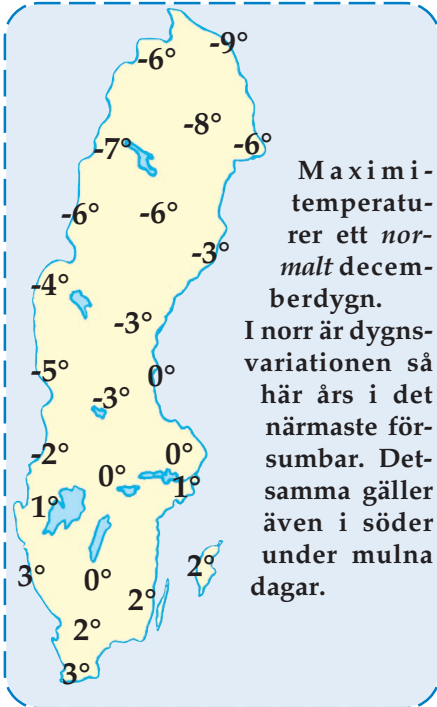 -6°
-9°
-8°
-7°
-6°
-6°
-6°
-3°
-4°
-3°
-5°
0°
-3°
-2°
0°
0°
1°
1°
3°
0°
2°
2°
2°
3°
Maximi-
temperatu-
rer ett nor-
malt decem-
berdygn.
I norr är dygns-
variationen så
här års i det
närmaste för-
sumbar. Det-
samma gäller
även i söder
under mulna
dagar.